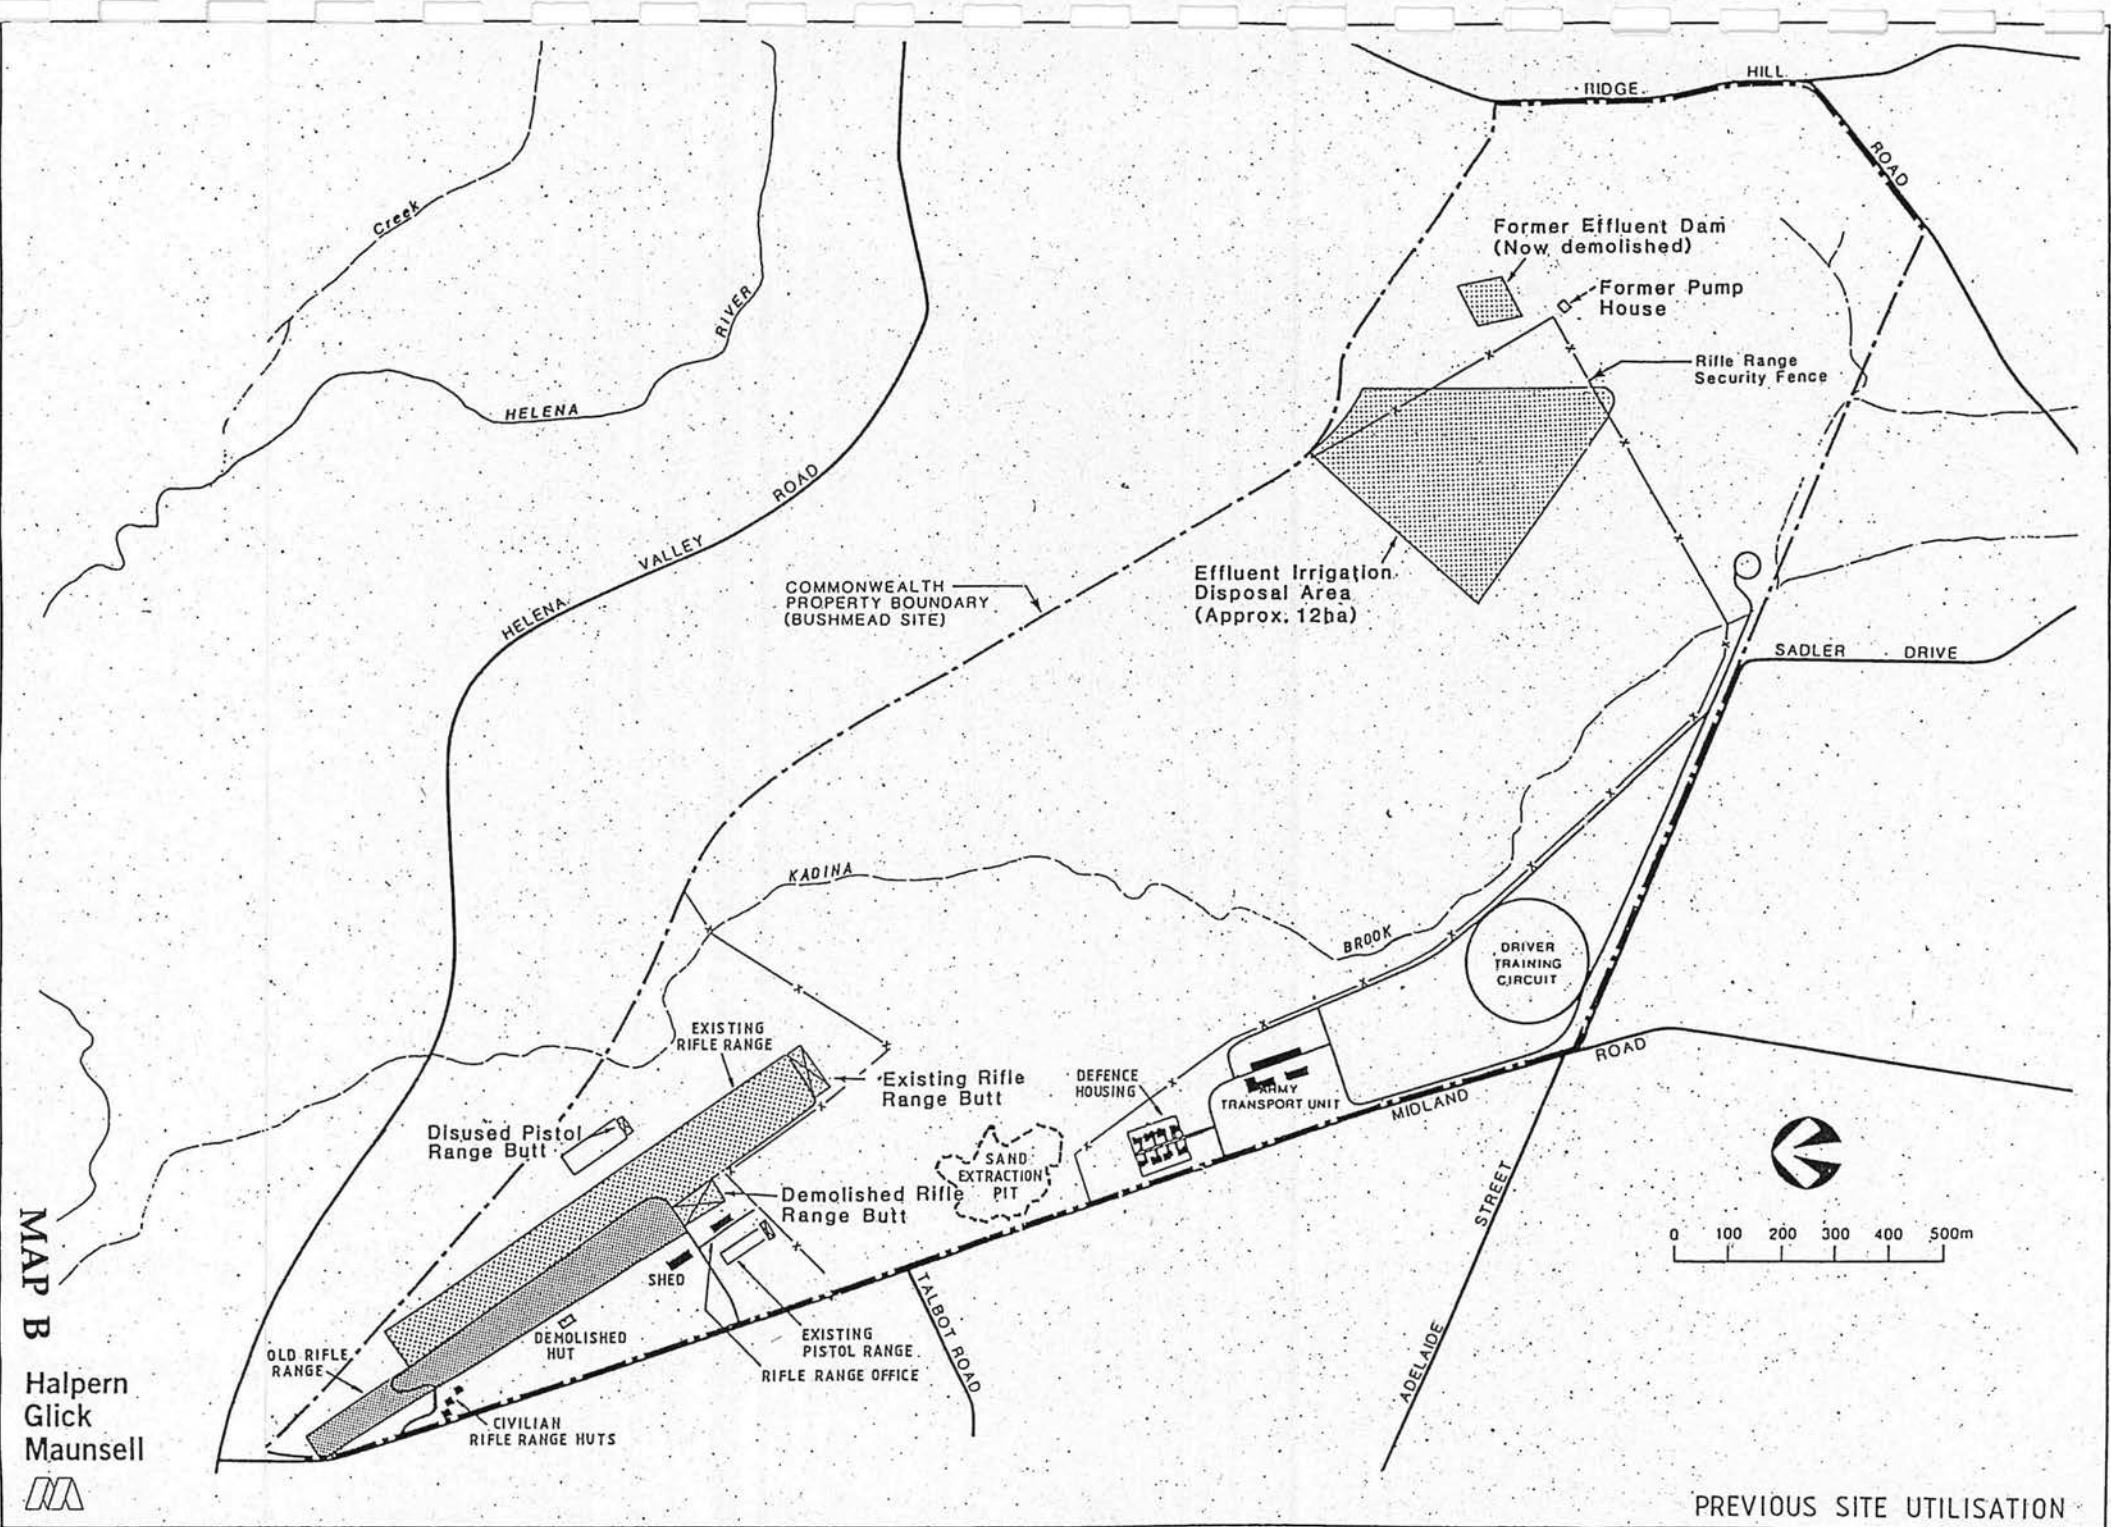 HILL
RIDGE
ROAD
Creek
Former Effluent Dam
(Now demolished)
Former Pump
House
RIVER
Rifle Range
Security Fence
HELENA
ROAD
VALLEY
HELENA
COMMONWEALTH
PROPERTY BOUNDARY
(BUSHMEAD SITE)
Effluent Irrigation
Disposal Area
(Approx. 12ha)
SADLER DRIVE
KADINA
BROOK
DRIVER
TRAINING
CIRCUIT
EXISTING
RIFLE RANGE
ROAD
Existing Rifle
Range Butt
DEFENCE
HOUSING
ARMY
TRANSPORT UNIT
MIDLAND
Disused Pistol
Range Butt
SAND
EXTRACTION
PIT
Demolished Rifle
Range Butt
STREET
0 100 200 300 400 500m
SHED
TALBOT ROAD
DEMOLISHED
HUT
EXISTING
PISTOL RANGE
RIFLE RANGE OFFICE
ADELAIDE
OLD RIFLE
RANGE
CIVILIAN
RIFLE RANGE HUTS
MAP B
Halpern
Glick
Maunsell
PREVIOUS SITE UTILISATION